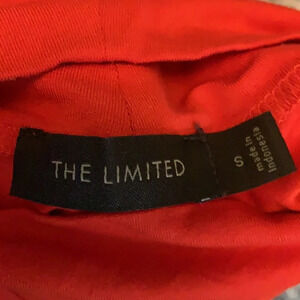 THE LIMITED
S
made in
Indonesia